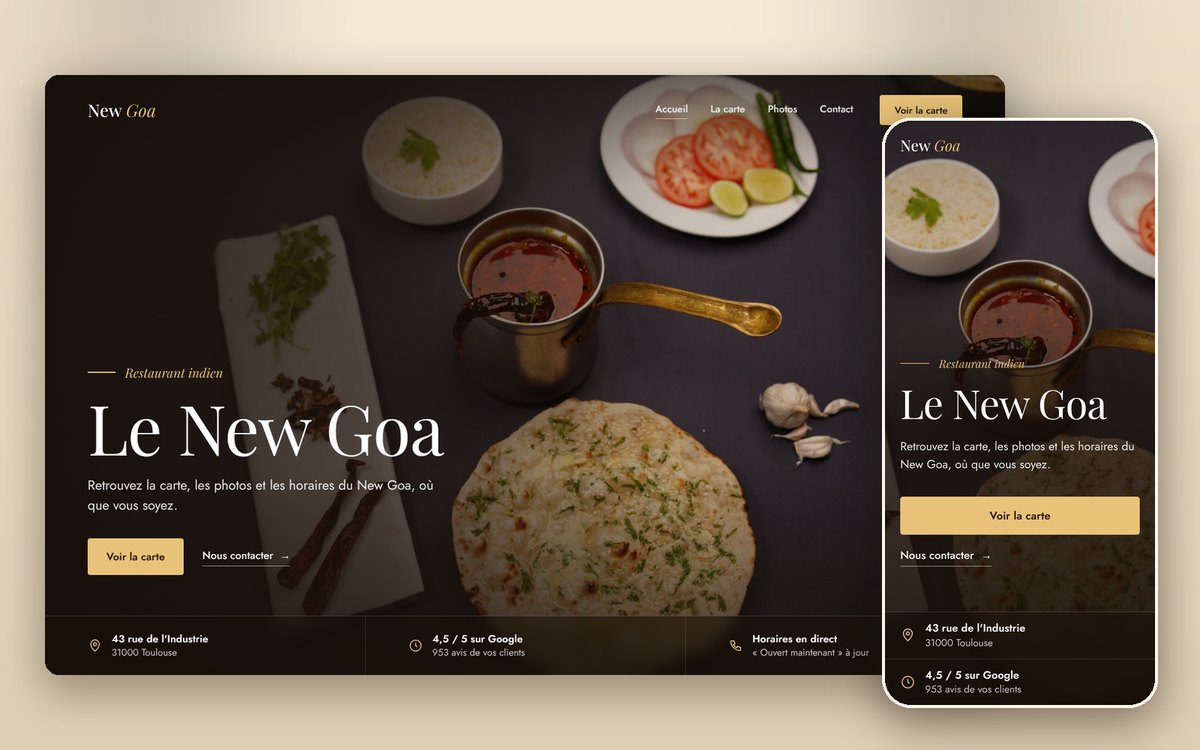 New Goa
Accueil
La carte
Photos
Contact
Voir la carte
Restaurant indien
Le New Goa
Retrouvez la carte, les photos et les horaires du New Goa, où
que vous soyez.
Voir la carte
Nous contacter →
43 rue de l'Industrie
31000 Toulouse
4,5 / 5 sur Google
953 avis de vos clients
Horaires en direct
« Ouvert maintenant » à jour
New Goa
Restaurant indien
Le New Goa
Retrouvez la carte, les photos et les horaires du
New Goa, où que vous soyez.
Voir la carte
Nous contacter →
43 rue de l'Industrie
31000 Toulouse
4,5 / 5 sur Google
953 avis de vos clients